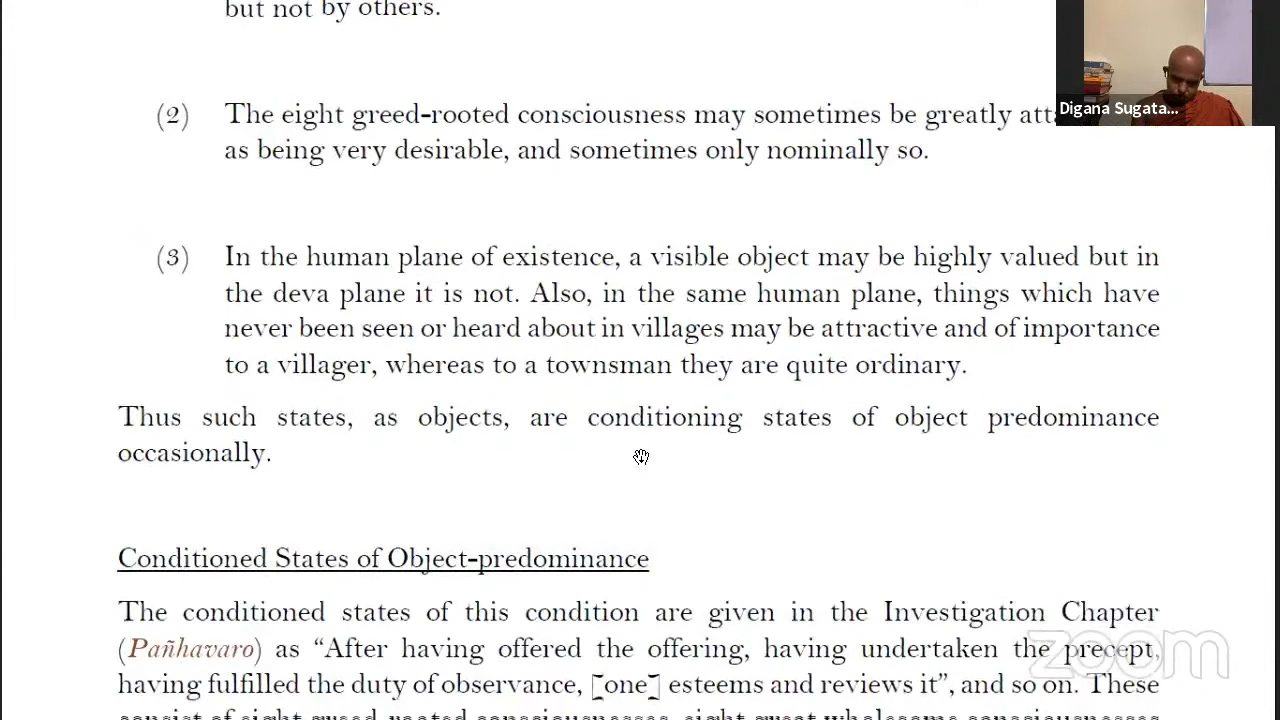 but not by others.
(2) The eight greed-rooted consciousness may sometimes be greatly
as being very desirable, and sometimes only nominally so.
(3) In the human plane of existence, a visible object may be highly valued but in
the deva plane it is not. Also, in the same human plane, things which have
never been seen or heard about in villages may be attractive and of importance
to a villager, whereas to a townsman they are quite ordinary.
Thus such states, as objects, are conditioning states of object predominance
occasionally.
Conditioned States of Object-predominance
The conditioned states of this condition are given in the Investigation Chapter
(Pañhavaro) as “After having offered the offering, having undertaken the precept,
having fulfilled the duty of observance, [one] esteems and reviews it”, and so on. These
Digana Sugata...
zoom